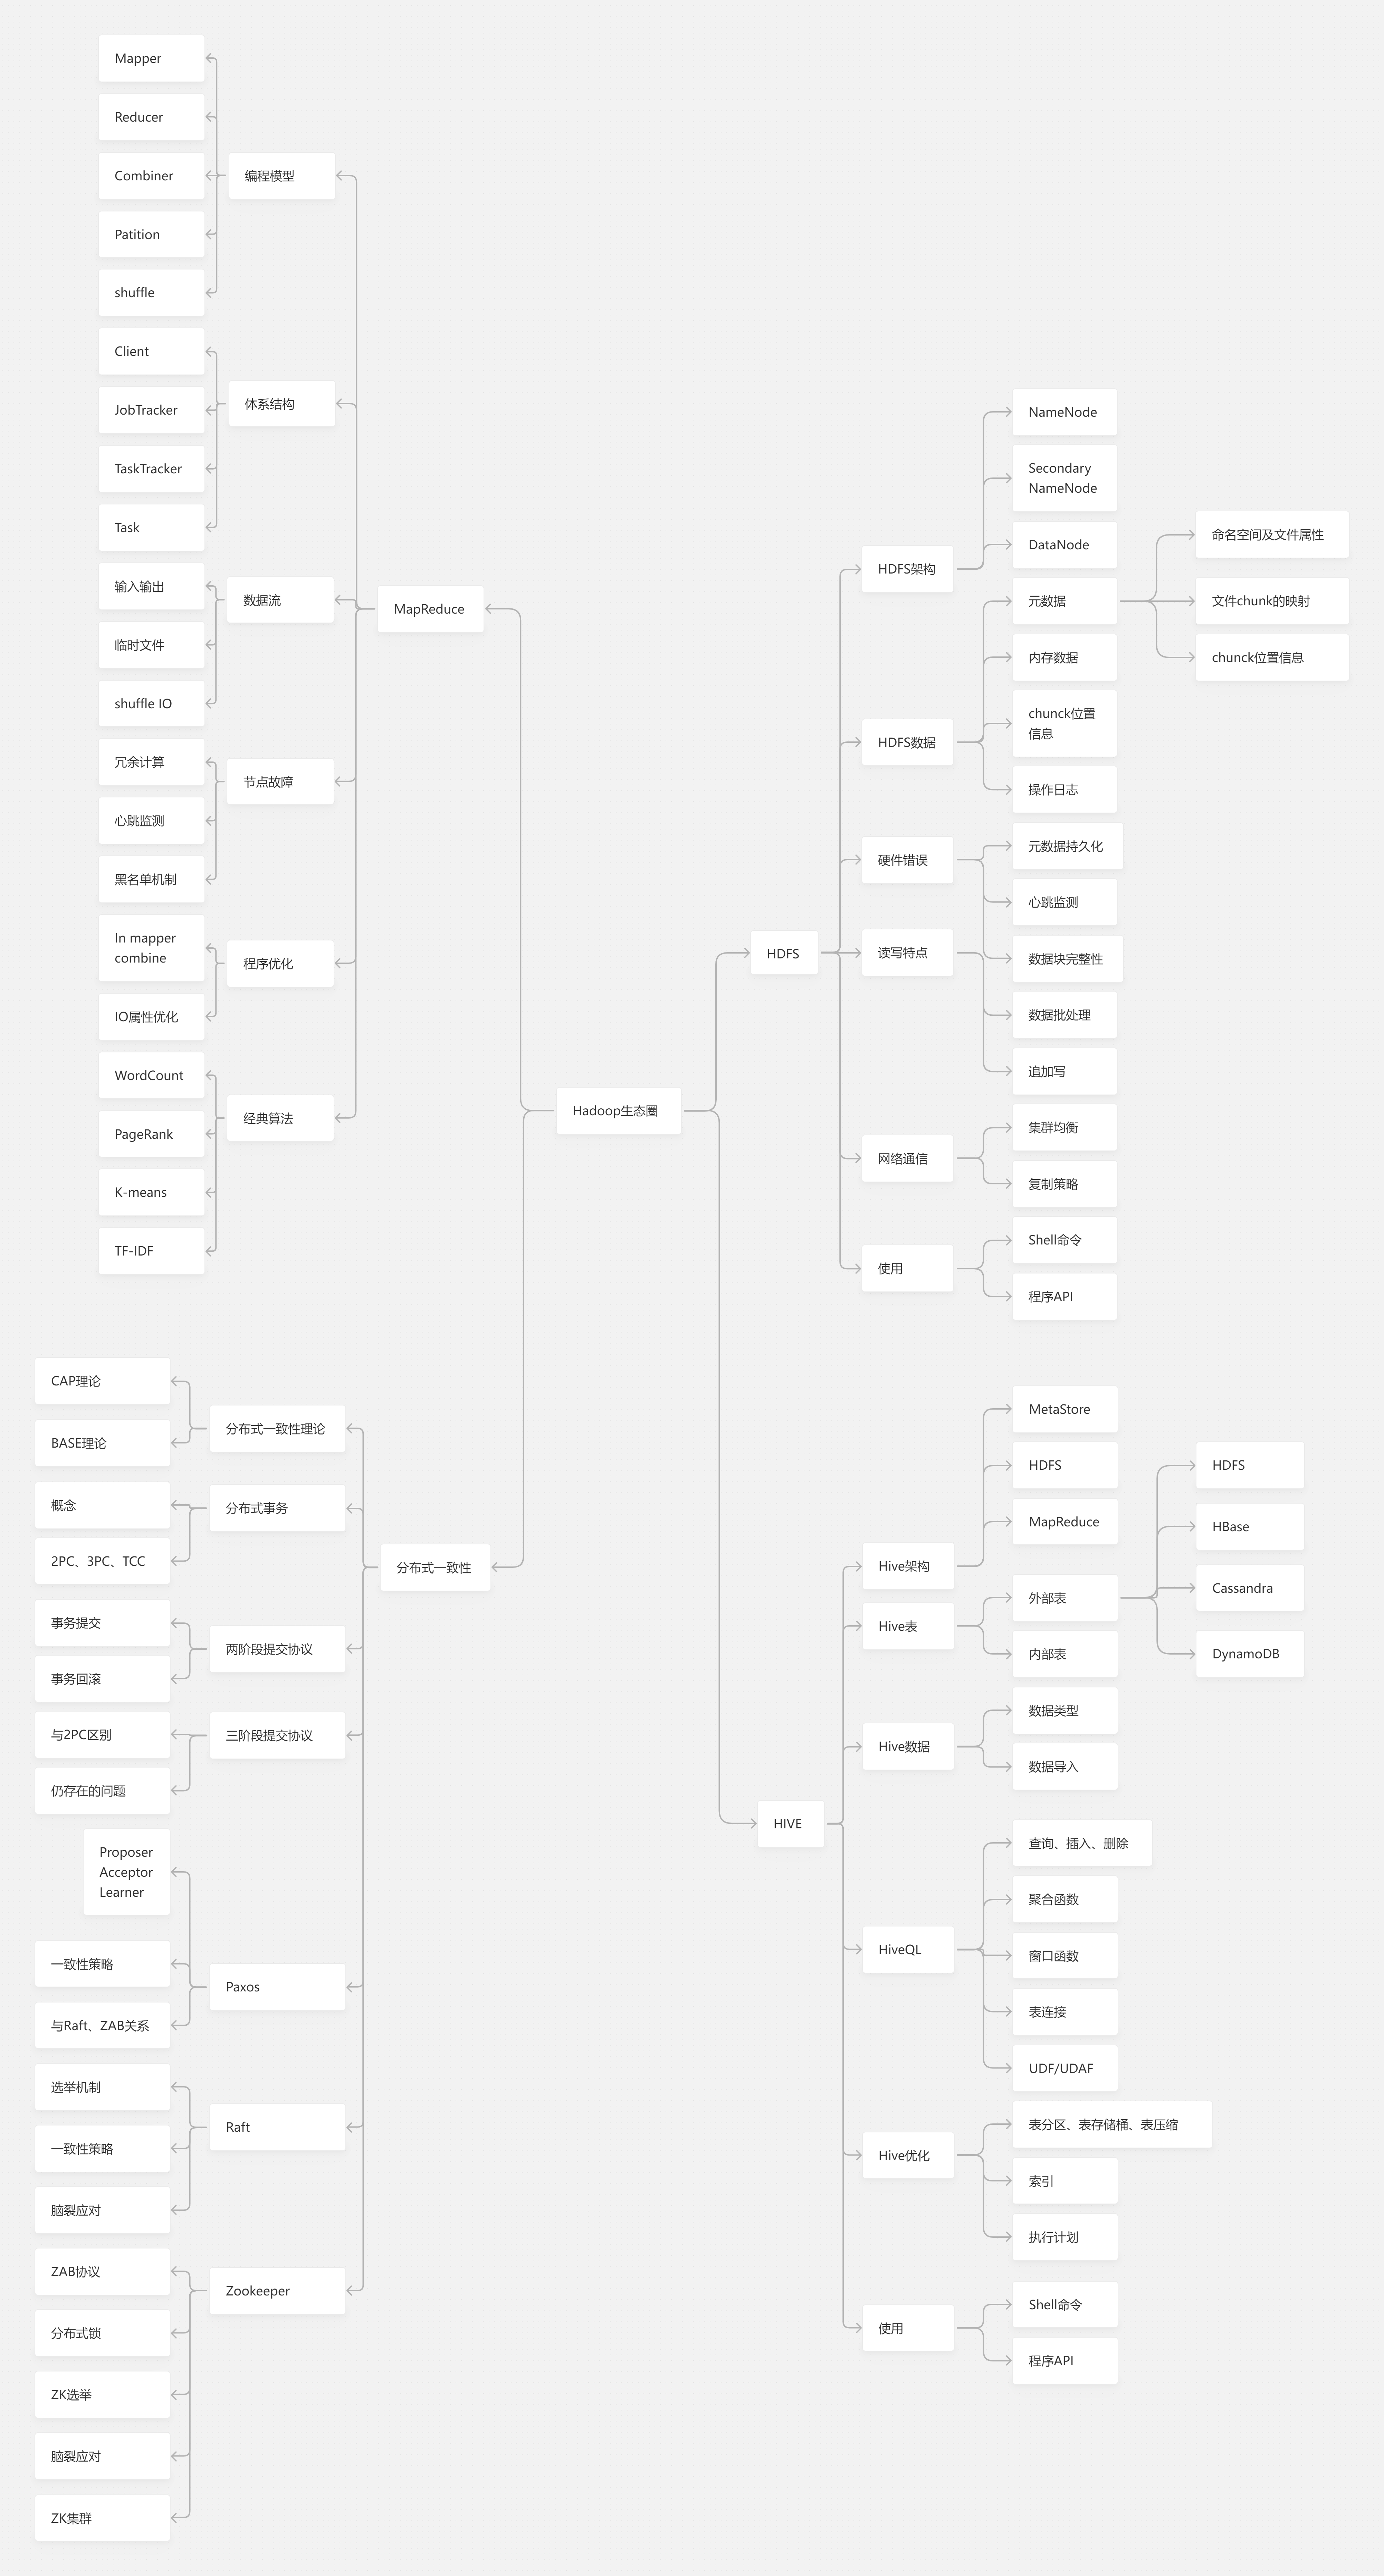 Hadoop生态圈
MapReduce
编程模型
Mapper
Reducer
Combiner
Patition
shuffle
体系结构
Client
JobTracker
TaskTracker
Task
数据流
输入输出
临时文件
shuffle IO
节点故障
冗余计算
心跳监测
黑名单机制
程序优化
In mapper
combine
IO属性优化
经典算法
WordCount
PageRank
K-means
TF-IDF
分布式一致性
分布式一致性理论
CAP理论
BASE理论
分布式事务
概念
2PC、3PC、TCC
两阶段提交协议
事务提交
事务回滚
三阶段提交协议
与2PC区别
仍存在的问题
Paxos
Proposer
Acceptor
Learner
一致性策略
与Raft、ZAB关系
Raft
选举机制
一致性策略
脑裂应对
Zookeeper
ZAB协议
分布式锁
ZK选举
脑裂应对
ZK集群
HDFS
HDFS架构
NameNode
Secondary
NameNode
DataNode
HDFS数据
元数据
命名空间及文件属性
文件chunk的映射
chunck位置信息
内存数据
chunck位置
信息
操作日志
硬件错误
元数据持久化
心跳监测
数据块完整性
读写特点
数据批处理
追加写
网络通信
集群均衡
复制策略
使用
Shell命令
程序API
HIVE
Hive架构
MetaStore
HDFS
MapReduce
Hive表
外部表
HDFS
HBase
Cassandra
DynamoDB
内部表
Hive数据
数据类型
数据导入
HiveQL
查询、插入、删除
聚合函数
窗口函数
表连接
UDF/UDAF
Hive优化
表分区、表存储桶、表压缩
索引
执行计划
使用
Shell命令
程序API